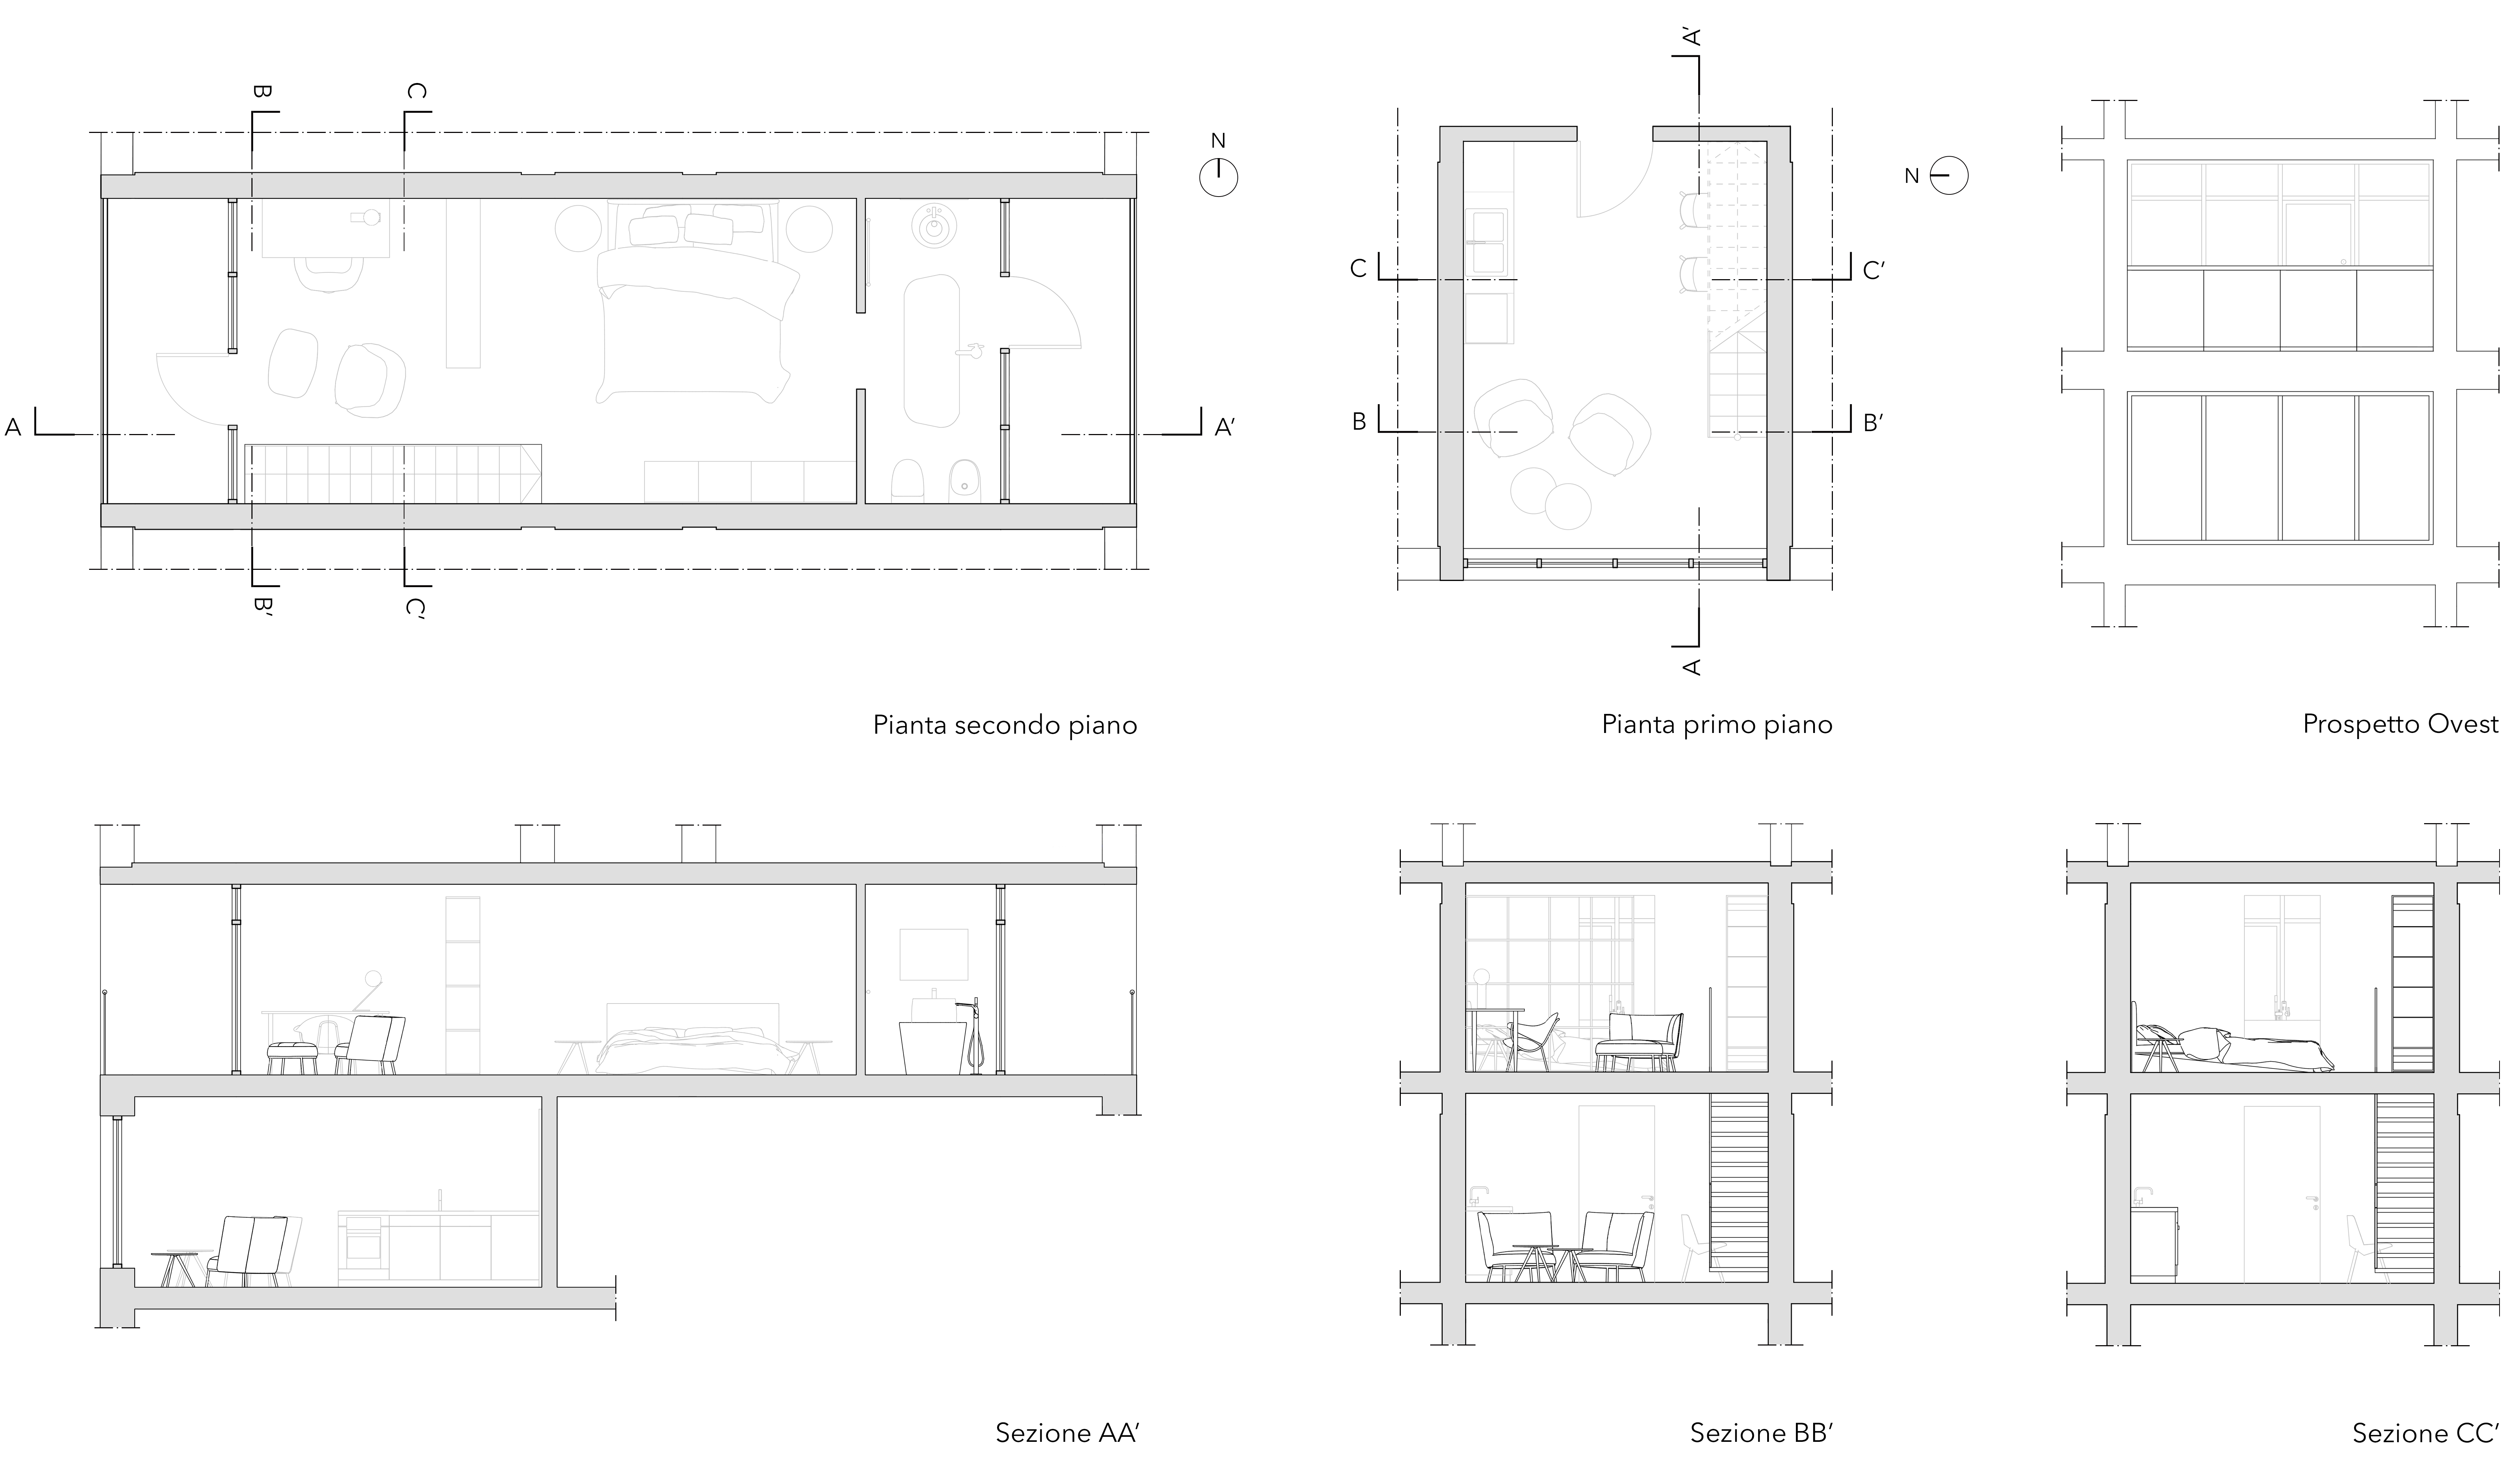 B
C
N
A
A'
B'
C'
Pianta secondo piano
A'
N
C
C'
B
B'
A
Pianta primo piano
Prospetto Ovest
Sezione AA'
Sezione BB'
Sezione CC'